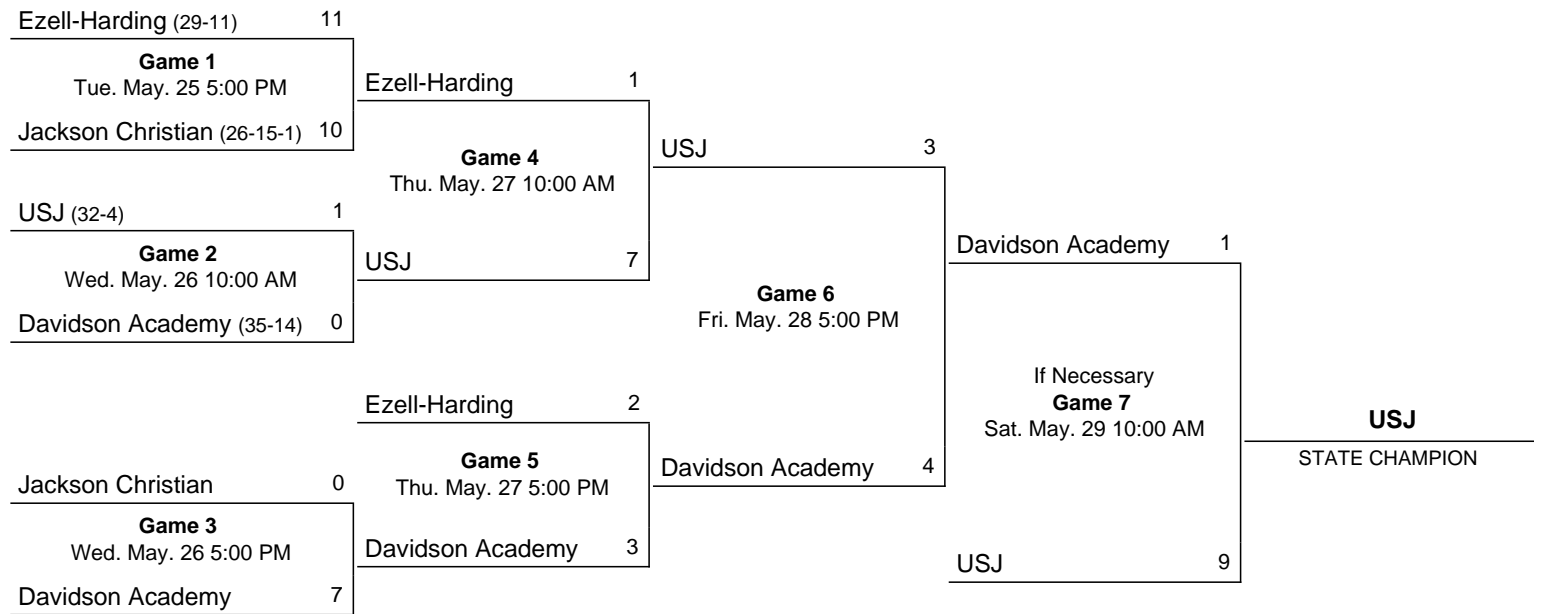 Ezell-Harding (29-11) 11
Game 1
Tue. May. 25 5:00 PM
Jackson Christian (26-15-1) 10
USJ (32-4) 1
Game 2
Wed. May. 26 10:00 AM
Davidson Academy (35-14) 0
Jackson Christian 0
Game 3
Wed. May. 26 5:00 PM
Davidson Academy 7
Ezell-Harding 1
Game 4
Thu. May. 27 10:00 AM
USJ 7
Ezell-Harding 2
Game 5
Thu. May. 27 5:00 PM
Davidson Academy 3
USJ 3
Game 6
Fri. May. 28 5:00 PM
Davidson Academy 4
Davidson Academy 1
If Necessary
Game 7
Sat. May. 29 10:00 AM
USJ 9
USJ
STATE CHAMPION